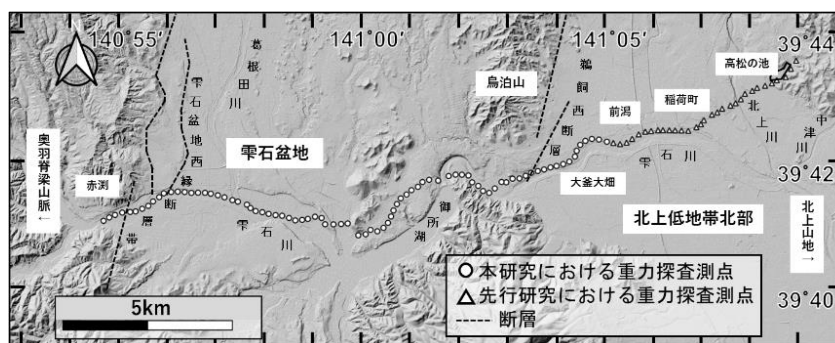 140°55'
141°00'
141°05'
39°44'
39°42'
39°40'
奥羽脊梁山脈
←
赤渕
雫石盆地西縁
断層帯
葛根田川
雫石盆地
雫石川
御所湖
烏泊山
鵜飼西断層
大釜大畑
前潟
稲荷町
雫石川
高松の池
北上川
中津川
北上低地帯北部
北上山地
→
5km
本研究における重力探査測点
先行研究における重力探査測点
断層